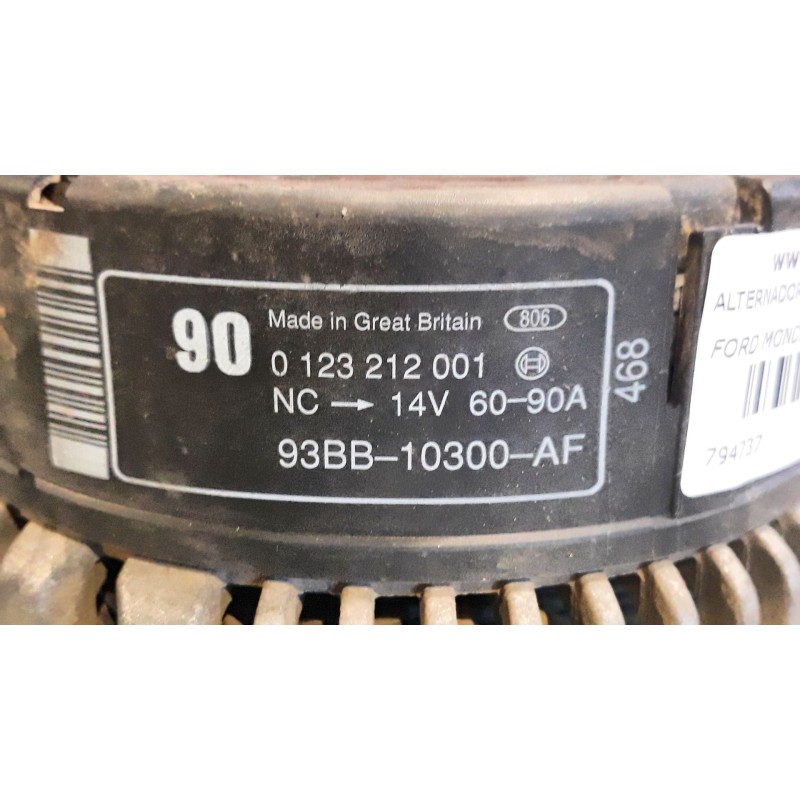 90
Made in Great Britain 806
0 123 212 001
NC → 14V 60-90A
93BB-10300-AF
468
ALTERNADOR
FORD
794737